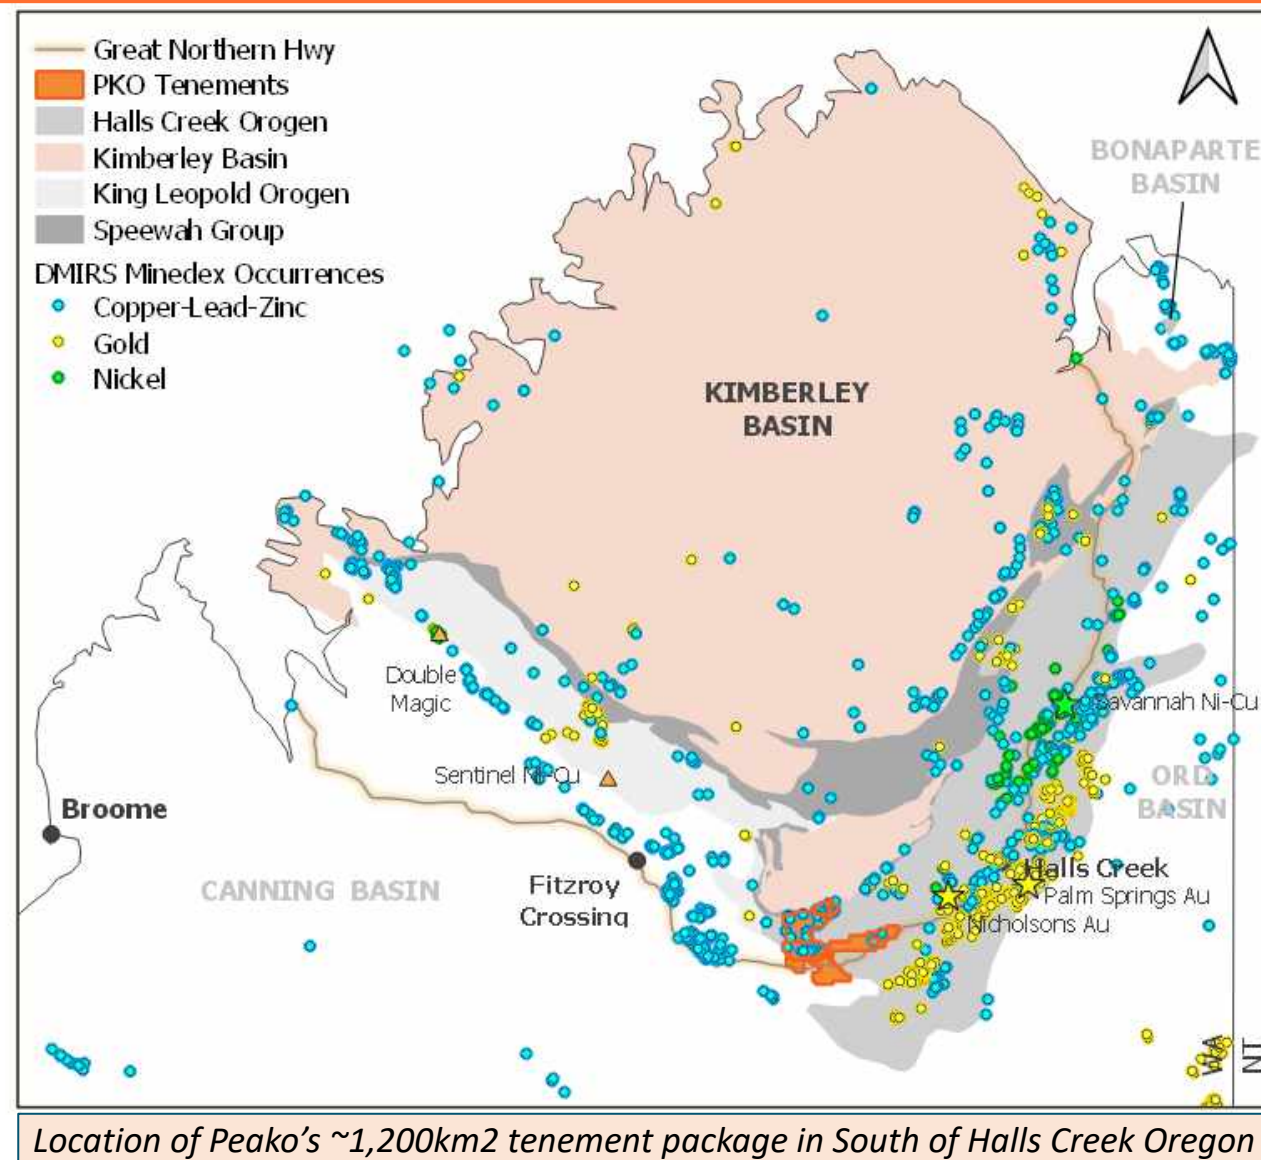 Great Northern Hwy
PKO Tenements
Halls Creek Orogen
Kimberley Basin
King Leopold Orogen
Speewah Group
DMIRS Minedex Occurrences
Copper-Lead-Zinc
Gold
Nickel
BONAPARTE
BASIN
KIMBERLEY
BASIN
Double
Magic
Savannah Ni-Cu
Sentinel Ni-Cu
ORD
BASIN
Broome
Halls Creek
Fitzroy
Crossing
CANNING BASIN
Palm Springs Au
Nicholsons Au
WA
NT
Location of Peako's ~1,200km2 tenement package in South of Halls Creek Oregon